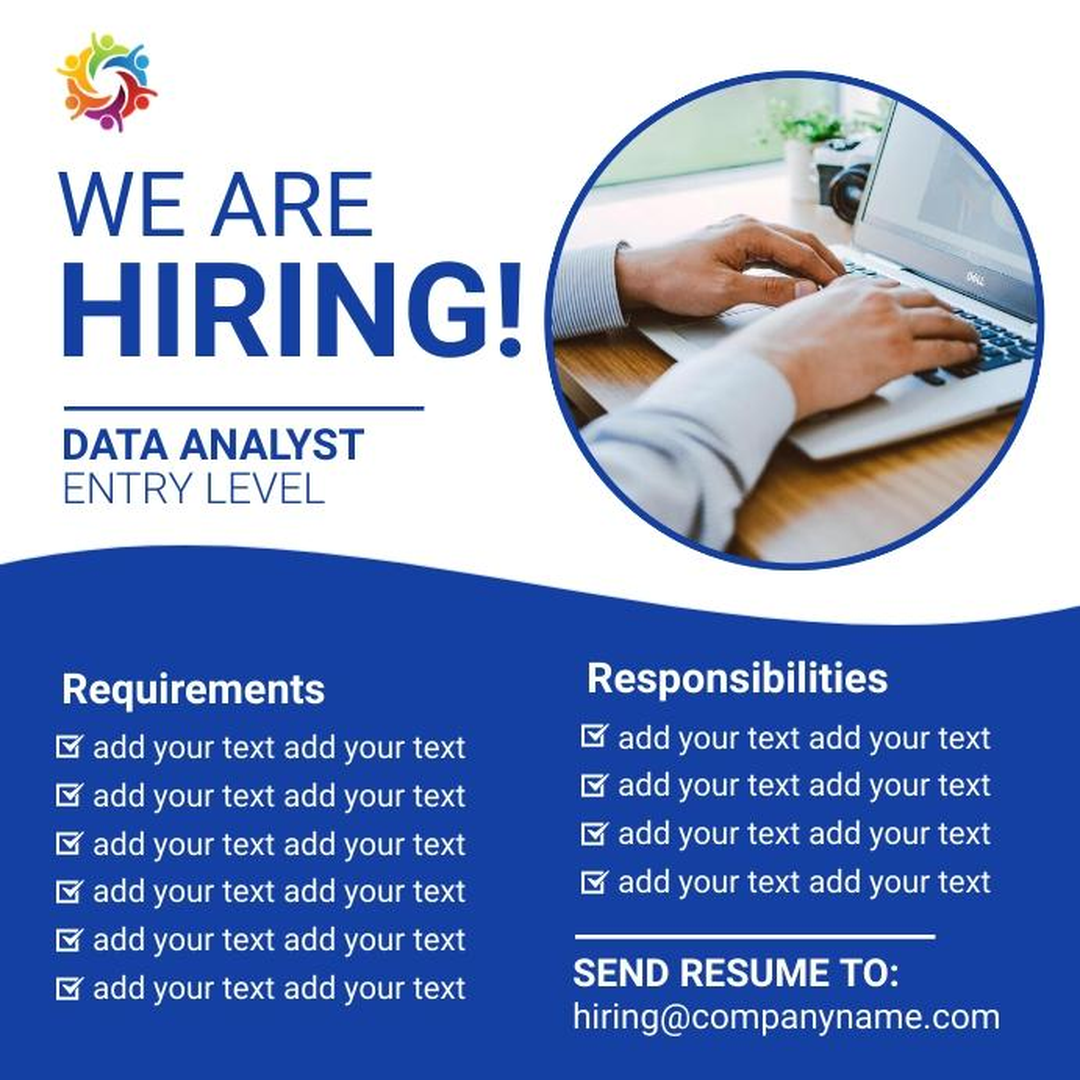 WE ARE
HIRING!
DATA ANALYST
ENTRY LEVEL
DELL
Requirements
add your text add your text
add your text add your text
add your text add your text
add your text add your text
add your text add your text
add your text add your text
Responsibilities
add your text add your text
add your text add your text
add your text add your text
add your text add your text
SEND RESUME TO:
hiring@companyname.com